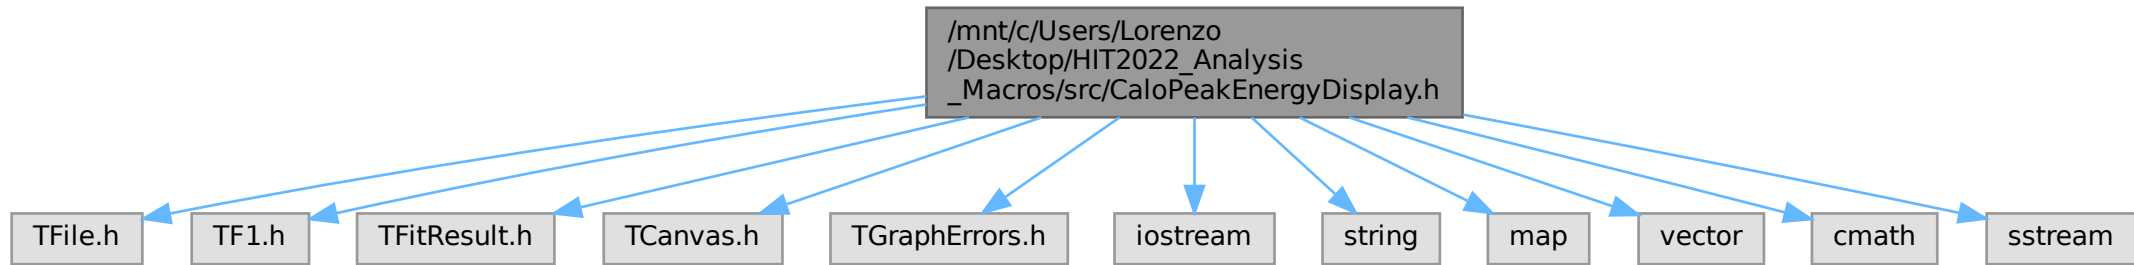 /mnt/c/Users/Lorenzo
/Desktop/HIT2022_Analysis
_Macros/src/CaloPeakEnergyDisplay.h
TFile.h
TF1.h
TFitResult.h
TCanvas.h
TGraphErrors.h
iostream
string
map
vector
cmath
sstream